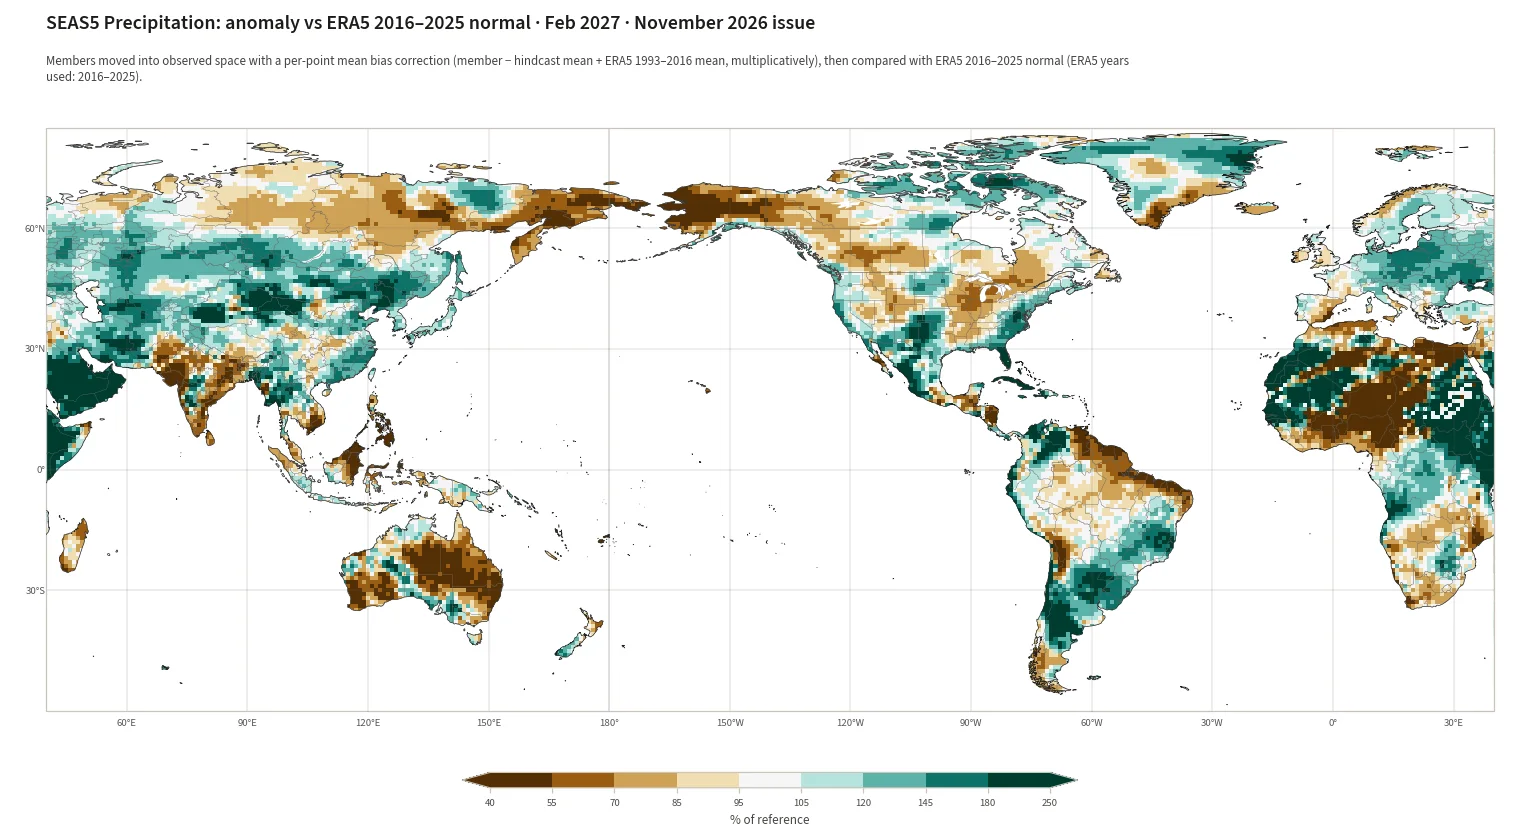 SEAS5 Precipitation: anomaly vs ERA5 2016–2025 normal · Feb 2027 · November 2026 issue
Members moved into observed space with a per-point mean bias correction (member − hindcast mean + ERA5 1993–2016 mean, multiplicatively), then compared with ERA5 2016–2025 normal (ERA5 years
used: 2016–2025).
60°N
30°N
0°
30°S
60°E 90°E 120°E 150°E 180° 150°W 120°W 90°W 60°W 30°W 0° 30°E
40 55 70 85 95 105 120 145 180 250
% of reference